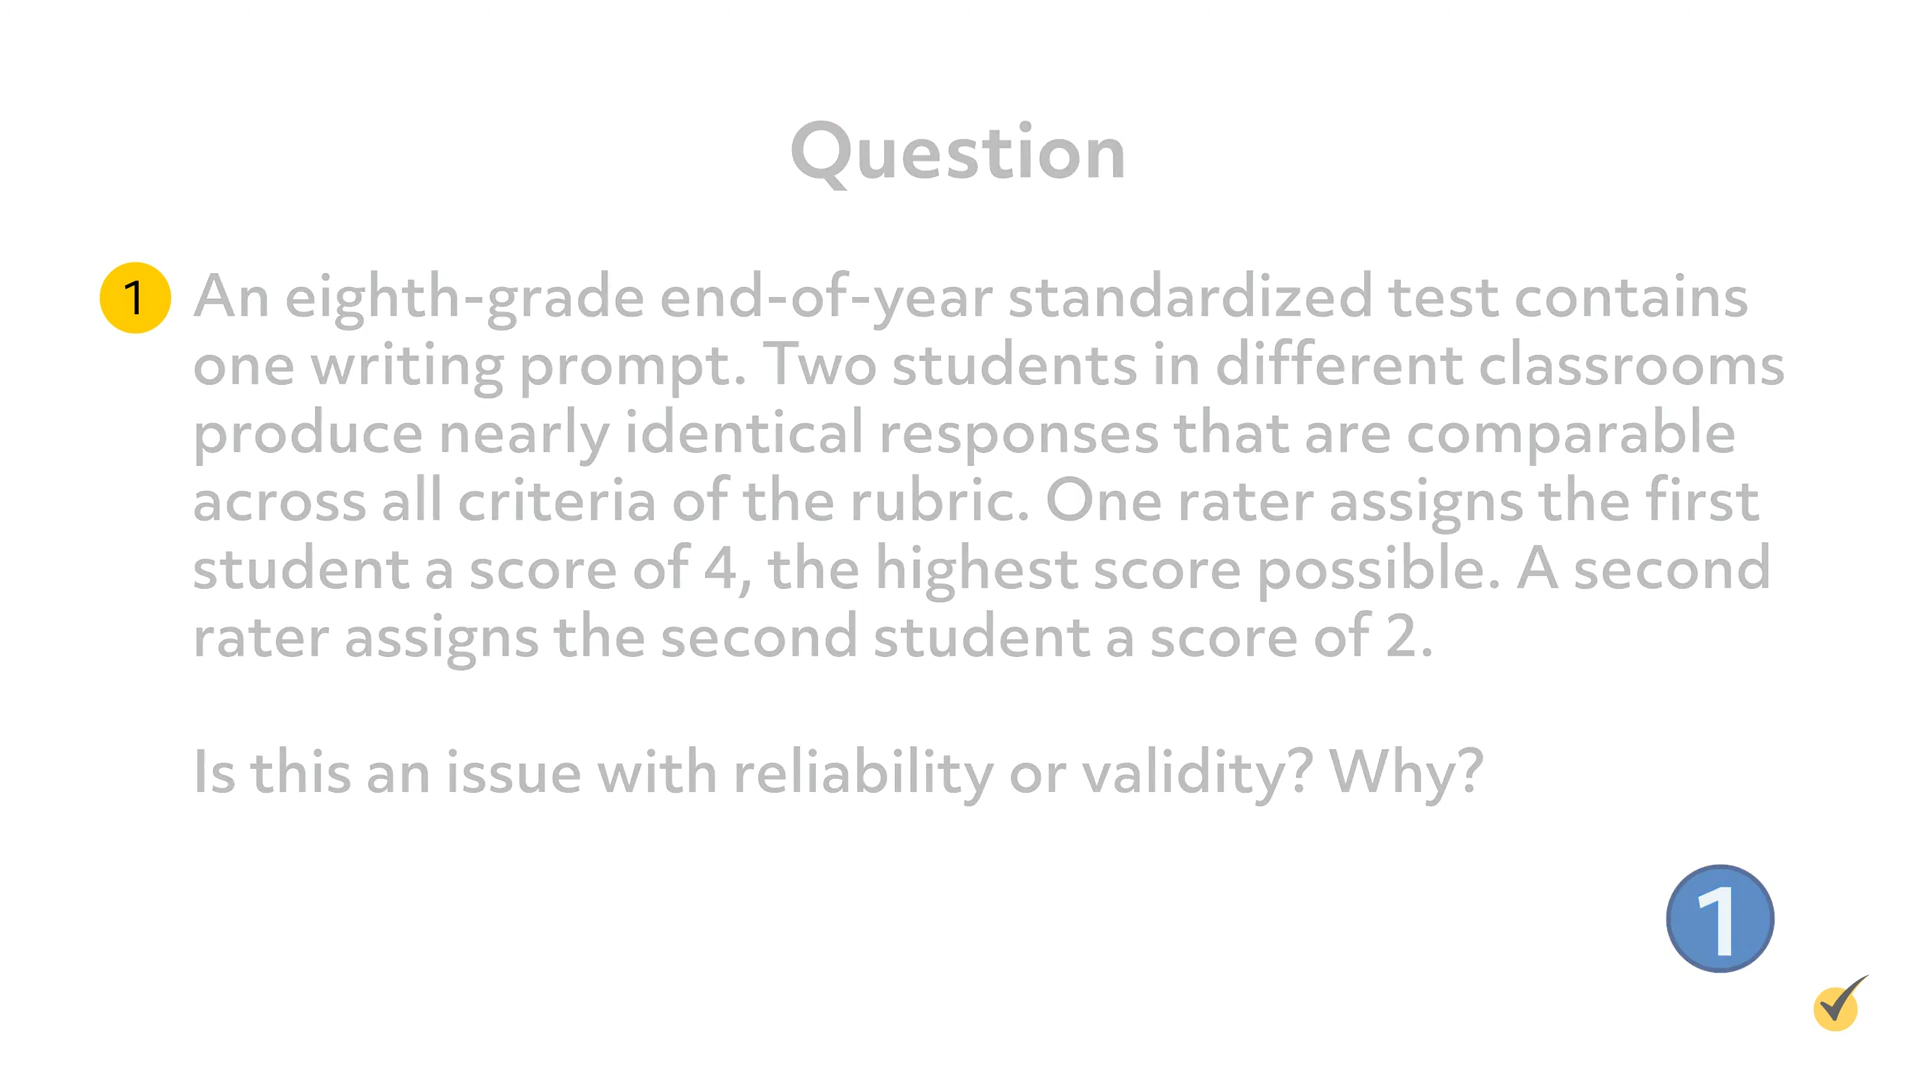 Question
1 An eighth-grade end-of-year standardized test contains
one writing prompt. Two students in different classrooms
produce nearly identical responses that are comparable
across all criteria of the rubric. One rater assigns the first
student a score of 4, the highest score possible. A second
rater assigns the second student a score of 2.
Is this an issue with reliability or validity? Why?
1